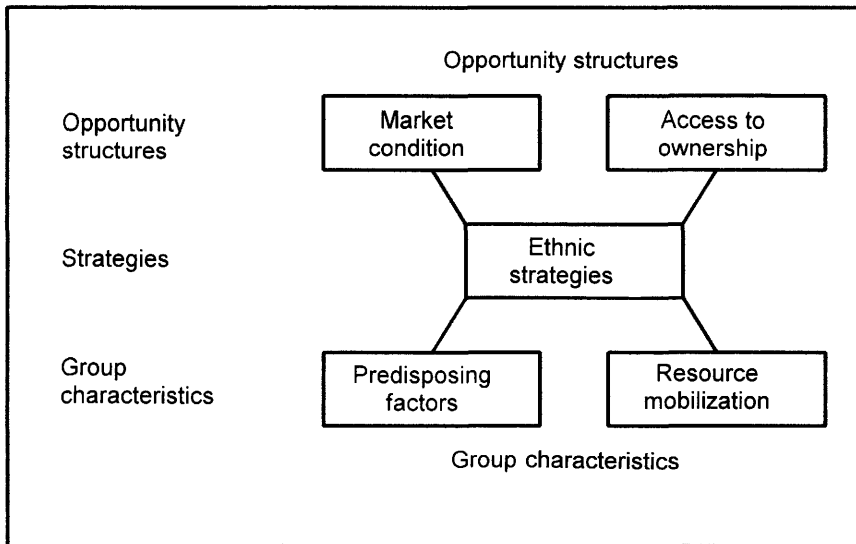 Opportunity structures
Opportunity
structures
Market
condition
Access to
ownership
Strategies
Ethnic
strategies
Group
characteristics
Predisposing
factors
Resource
mobilization
Group characteristics